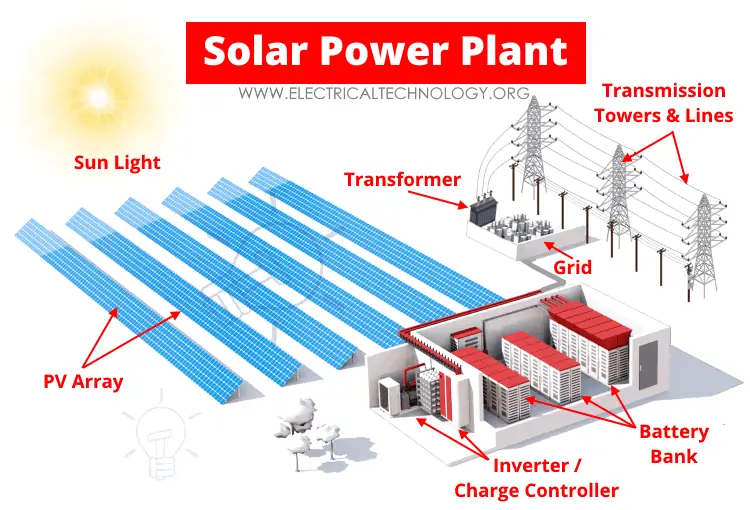 Solar Power Plant
WWW.ELECTRICALTECHNOLOGY.ORG
Transmission
Towers & Lines
Sun Light
Transformer
Grid
PV Array
Battery
Bank
Inverter /
Charge Controller